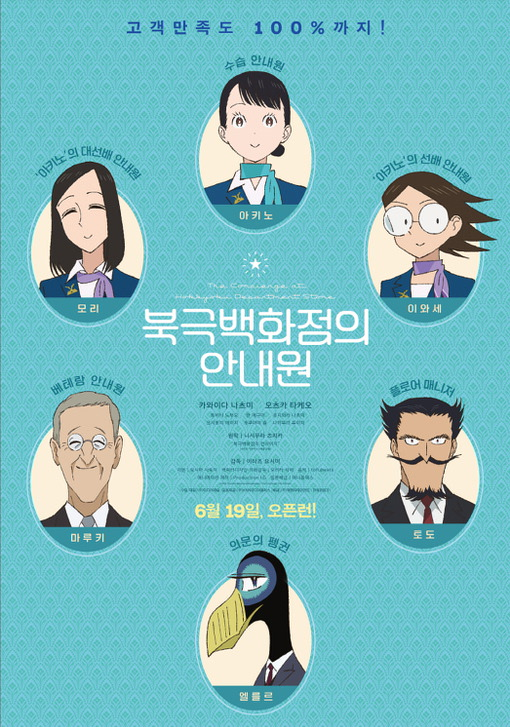 고객만족도 100%까지!
수습 안내원
아키노
'아키노'의 대선배 안내원
모리
'아키노'의 선배 안내원
이와세
The Concierge at
Hokkyoku Department Store
북극백화점의
안내원
카와이다 나츠미 오츠카 타케오
원작 | 니시무라 츠치카
감독 | 이타즈 요시미
6월 19일, 오픈런!
베테랑 안내원
마루키
플로어 매니저
토도
의문의 펭귄
엘를르